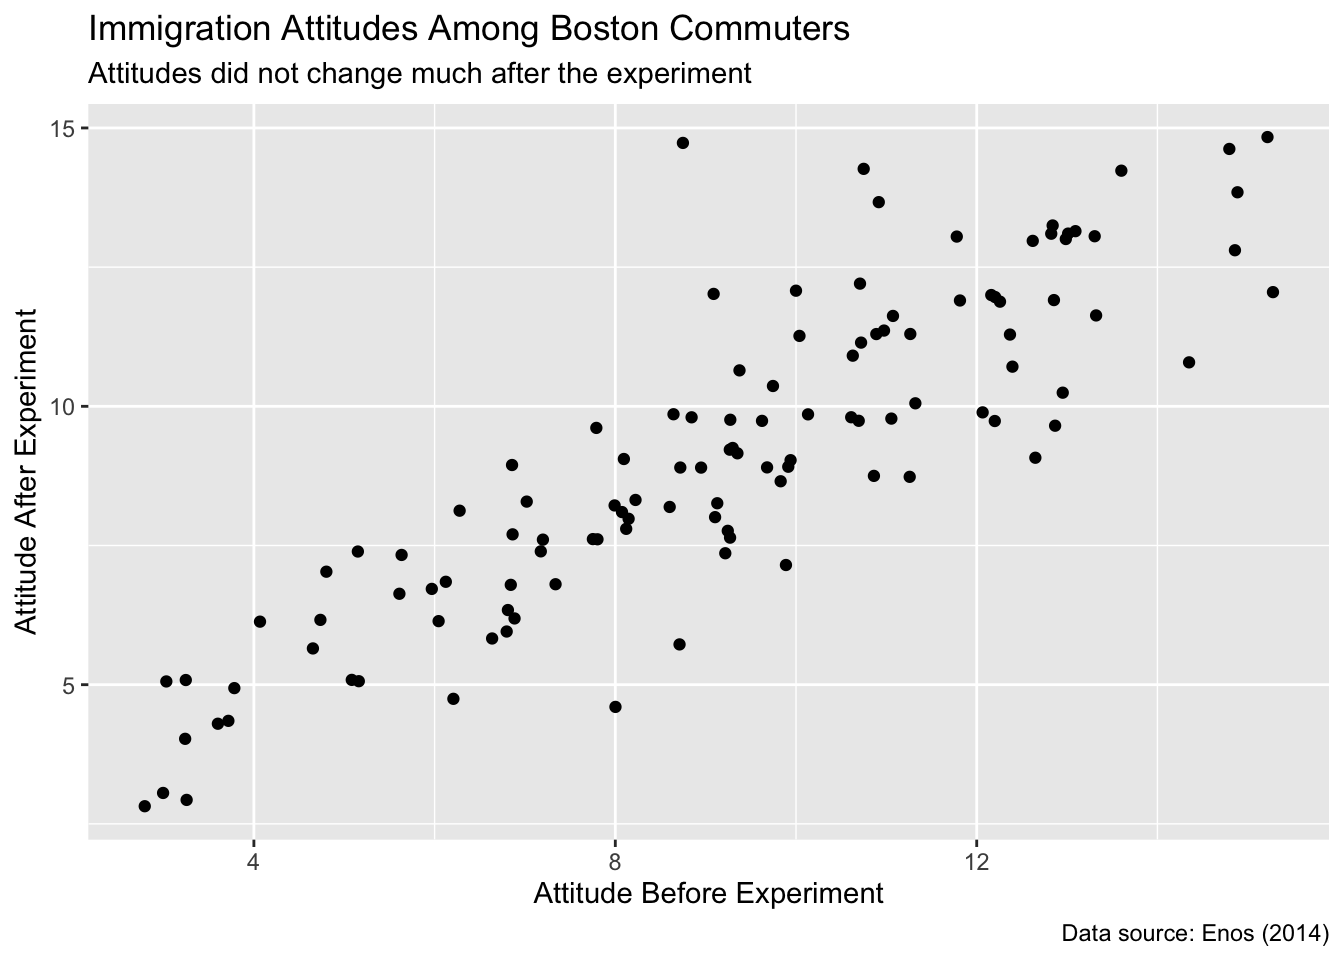 Immigration Attitudes Among Boston Commuters
Attitudes did not change much after the experiment
Attitude After Experiment
15
10
5
4
8
12
Attitude Before Experiment
Data source: Enos (2014)